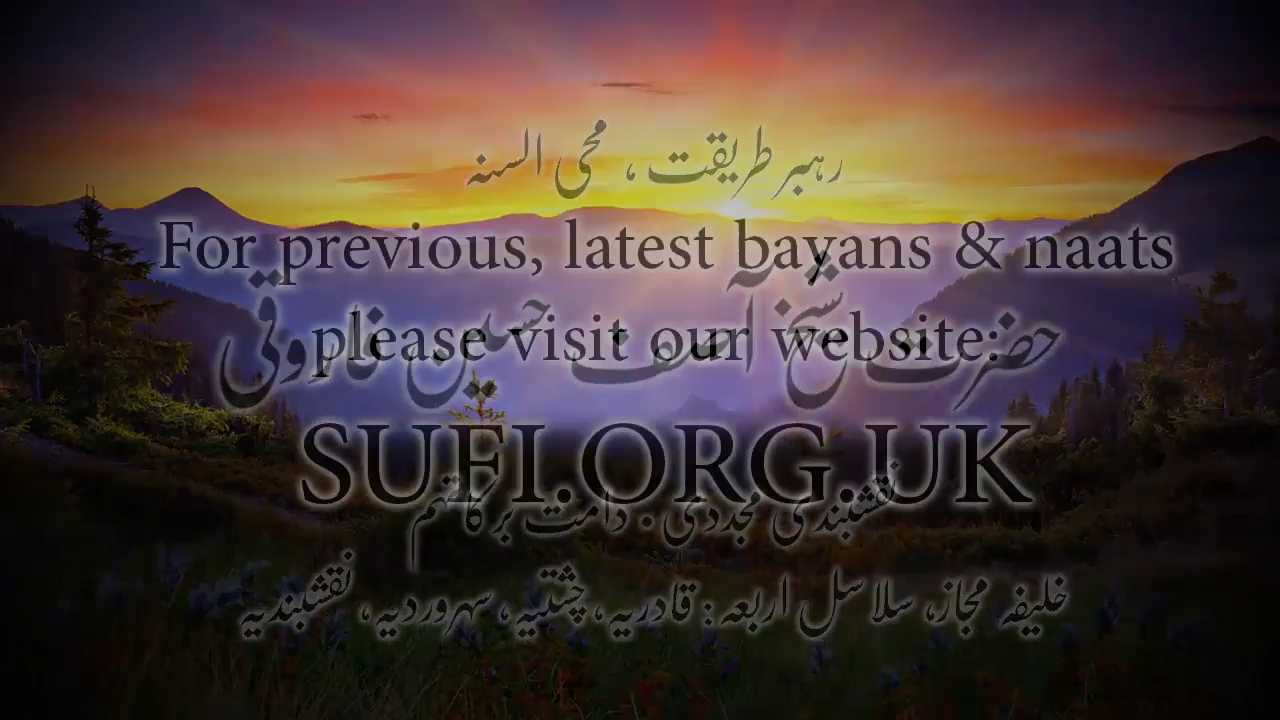 رہبر طریقت، محی السنہ
For previous, latest bayans & naats
حضرت شیخ آصف حسین فاروقی
please visit our website:
SUFI.ORG.UK
نقشبندی مجددی۔ دامت برکاتہم
خلیفہ مجاز، سلاسل اربعہ: قادریہ، چشتیہ، سہروردیہ، نقشبندیہ